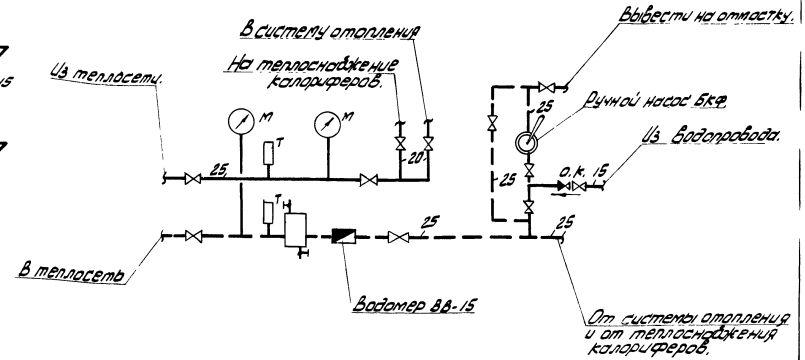 Вывести на отмостку.
В систему отопления
На теплоснабжение
калориферов.
Из теплосети.
15
25
Ручной насос БКФ
М
М
Т
20
Из водопровода.
25
25
о.к. 15
Т
25
25
В теплосеть
Водомер ВВ-15
От системы отопления
и от теплоснабжения
калориферов.